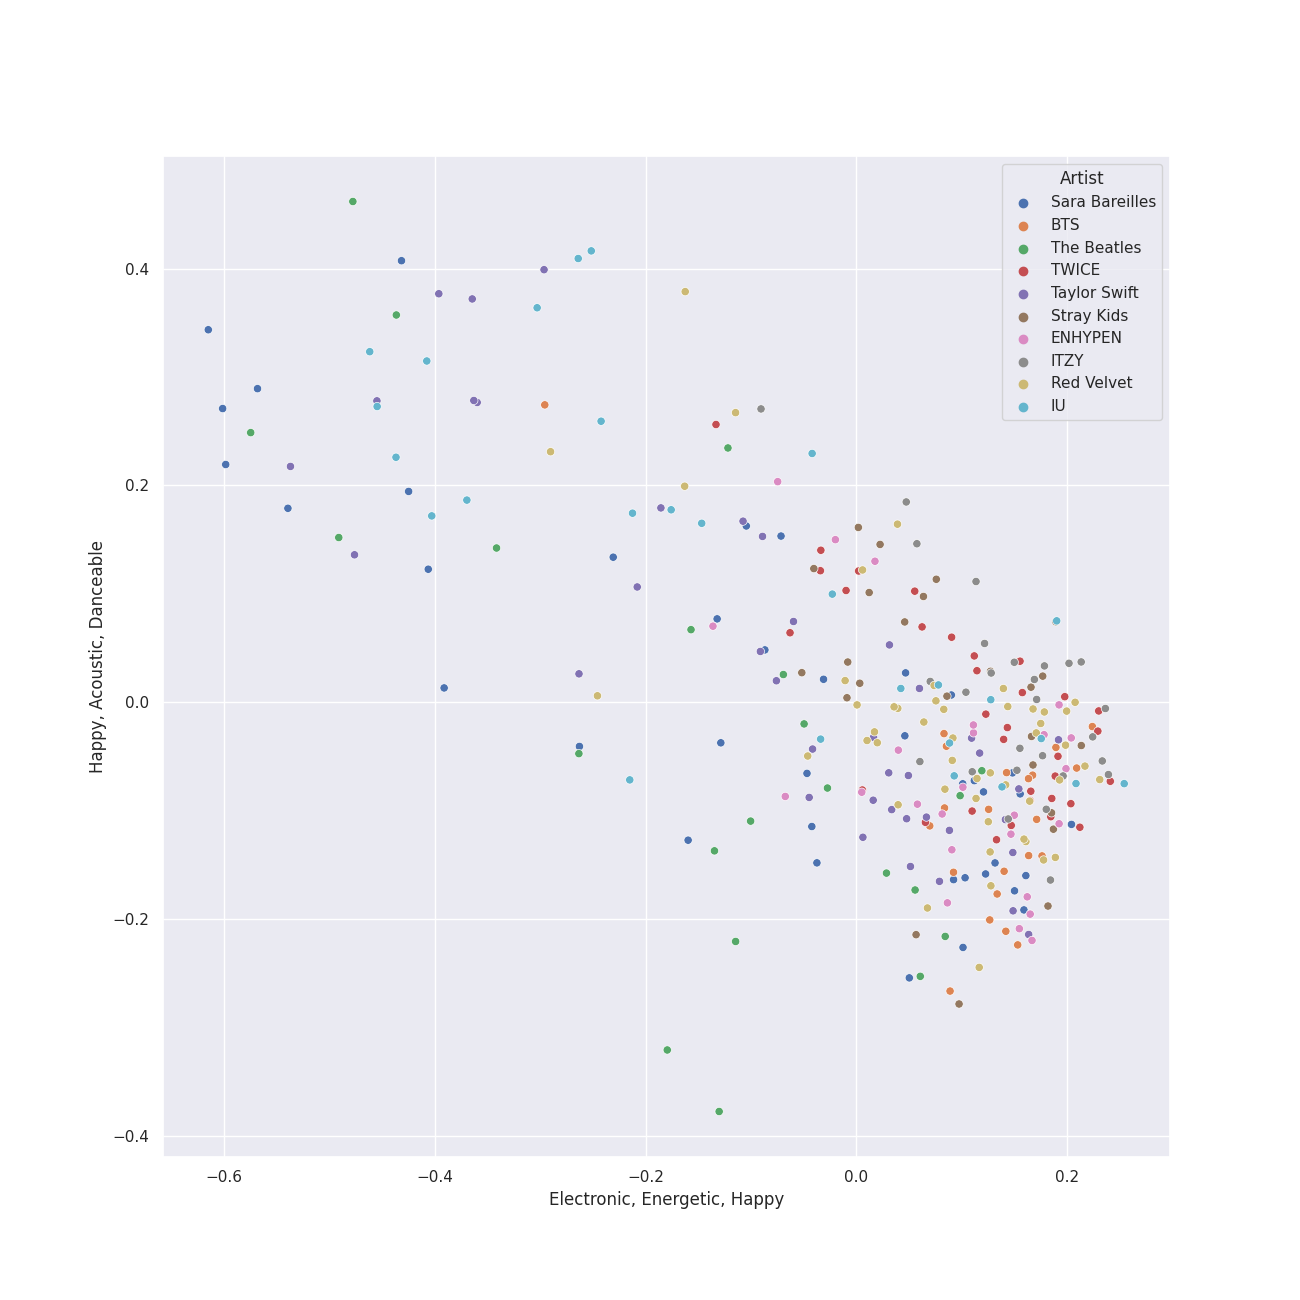 Artist
Sara Bareilles
BTS
The Beatles
TWICE
Taylor Swift
Stray Kids
ENHYPEN
ITZY
Red Velvet
IU
0.4
0.2
0.0
−0.2
−0.4
Happy, Acoustic, Danceable
−0.6 −0.4 −0.2 0.0 0.2
Electronic, Energetic, Happy